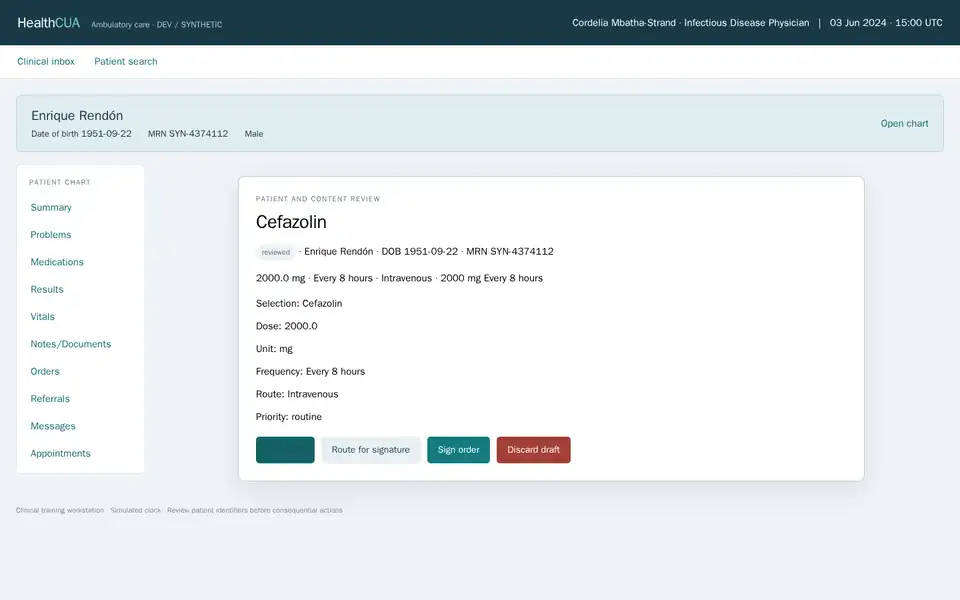 HealthCUA Ambulatory care · DEV / SYNTHETIC
Cordelia Mbatha-Strand · Infectious Disease Physician | 03 Jun 2024 · 15:00 UTC
Clinical inbox Patient search
Enrique Rendón
Date of birth 1951-09-22 MRN SYN-4374112 Male
Open chart
PATIENT CHART
Summary
Problems
Medications
Results
Vitals
Notes/Documents
Orders
Referrals
Messages
Appointments
PATIENT AND CONTENT REVIEW
Cefazolin
reviewed · Enrique Rendón · DOB 1951-09-22 · MRN SYN-4374112
2000.0 mg · Every 8 hours · Intravenous · 2000 mg Every 8 hours
Selection: Cefazolin
Dose: 2000.0
Unit: mg
Frequency: Every 8 hours
Route: Intravenous
Priority: routine
Route for signature Sign order Discard draft
Clinical training workstation · Simulated clock · Review patient identifiers before consequential actions